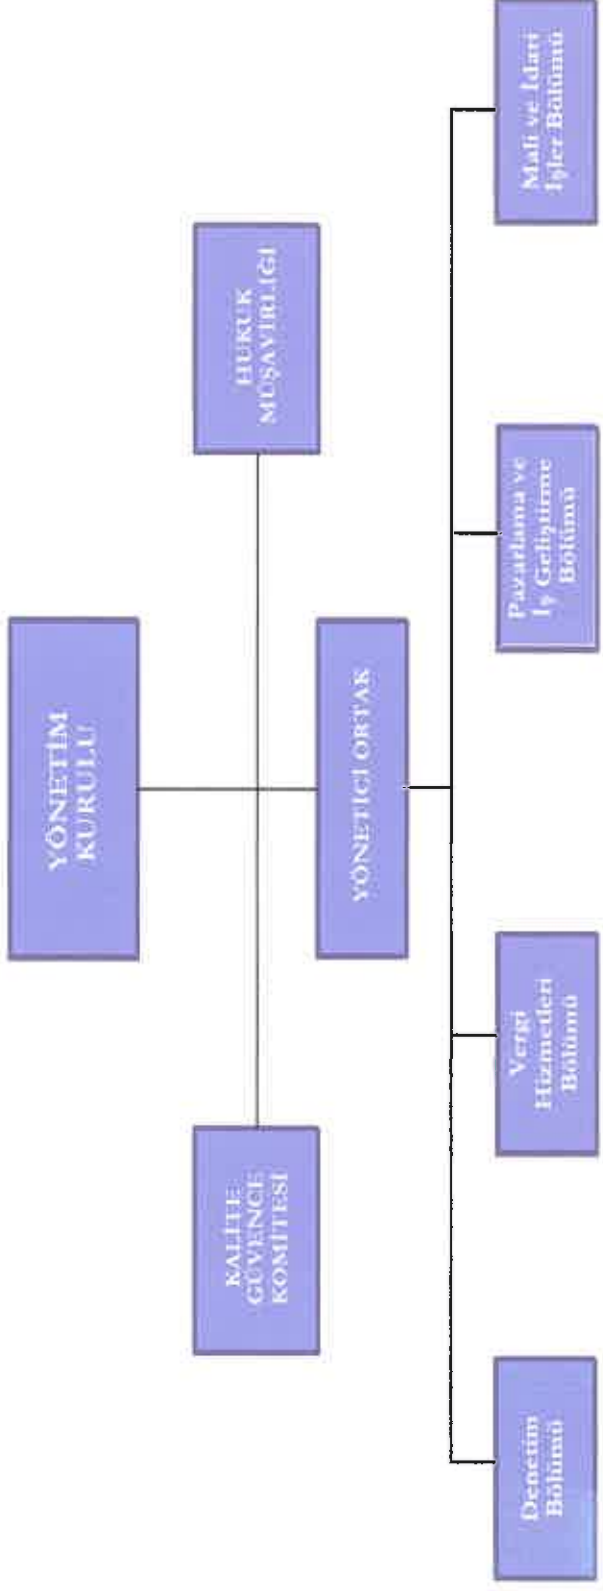 YÖNETİM
KURULU
KALİTE
GÜVENCE
KOMİTESİ
HUKUK
MÜŞAVİRLİĞİ
YÖNETİCİ ORTAK
Denetim
Bölümü
Vergi
Hizmetleri
Bölümü
Pazarlama ve
İş Geliştirme
Bölümü
Mali ve İdari
İşler Bölümü